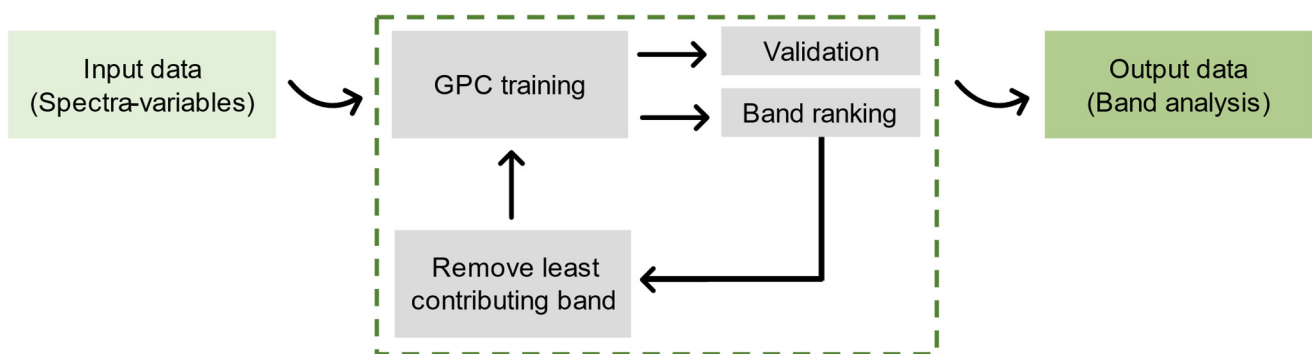 Input data
(Spectra-variables)
GPC training
Validation
Band ranking
Remove least
contributing band
Output data
(Band analysis)